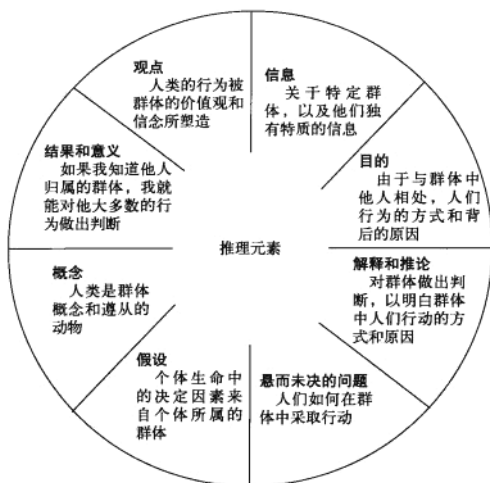 观点
人类的行为被
群体的价值观和
信念所塑造
信息
关于特定群
体，以及他们独
有特质的信息
目的
由于与群体中
他人相处，人们
行为的方式和背
后的原因
解释和推论
对群体做出判
断，以明白群体
中人们行动的方
式和原因
悬而未决的问题
人们如何在群
体中采取行动
假设
个体生命中
的决定因素来
自个体所属的
群体
概念
人类是群体
概念和遵从的
动物
结果和意义
如果我知道他人
归属的群体，我就
能对他大多数的行
为做出判断
推理元素